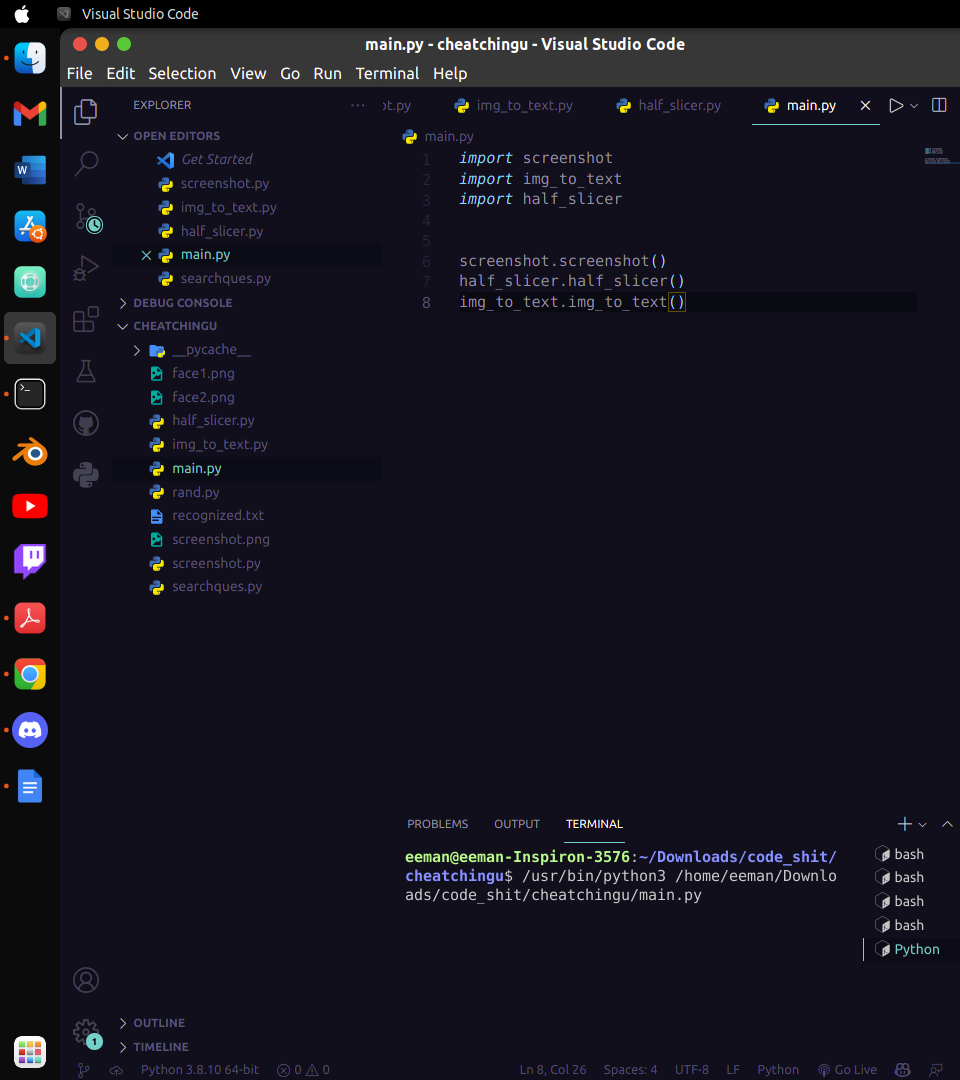 Visual Studio Code
main.py - cheatchingu - Visual Studio Code
File Edit Selection View Go Run Terminal Help
EXPLORER
OPEN EDITORS
Get Started
screenshot.py
img_to_text.py
half_slicer.py
main.py
searchques.py
DEBUG CONSOLE
CHEATCHINGU
__pycache__
face1.png
face2.png
half_slicer.py
img_to_text.py
main.py
rand.py
recognized.txt
screenshot.png
screenshot.py
searchques.py
OUTLINE
TIMELINE
ot.py img_to_text.py half_slicer.py main.py
main.py
1 import screenshot
2 import img_to_text
3 import half_slicer
4
5
6 screenshot.screenshot()
7 half_slicer.half_slicer()
8 img_to_text.img_to_text()
PROBLEMS OUTPUT TERMINAL
eeman@eeman-Inspiron-3576:~/Downloads/code_shit/
cheatchingu$ /usr/bin/python3 /home/eeman/Downlo
ads/code_shit/cheatchingu/main.py
bash
bash
bash
bash
Python
W
1
Python 3.8.10 64-bit 0 0 Ln 8, Col 26 Spaces: 4 UTF-8 LF Python Go Live